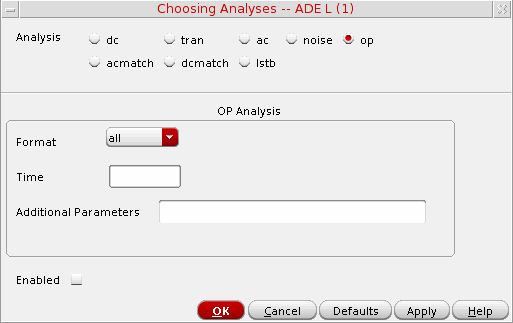 Choosing Analyses -- ADE L (1)
Analysis dc tran ac noise op
acmatch dcmatch lstb
OP Analysis
Format all
Time
Additional Parameters
Enabled
OK Cancel Defaults Apply Help